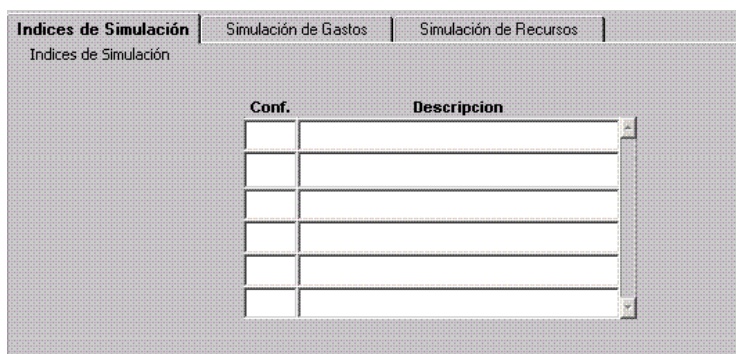 Indices de Simulación Simulación de Gastos Simulación de Recursos
Indices de Simulación
Conf. Descripcion